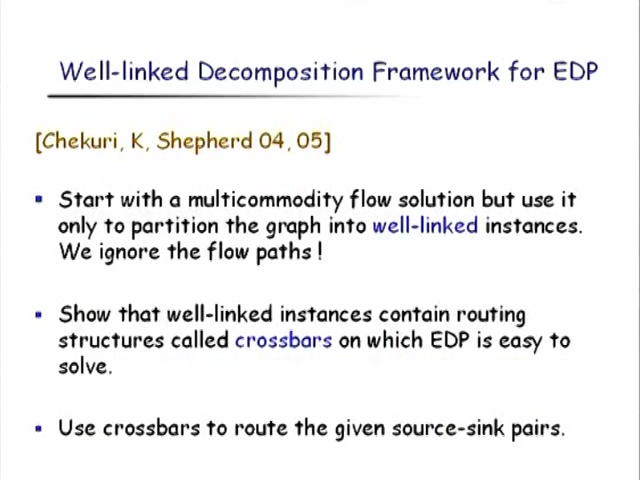 Well-linked Decomposition Framework for EDP
[Chekuri, K, Shepherd 04, 05]
Start with a multicommodity flow solution but use it
only to partition the graph into well-linked instances.
We ignore the flow paths !
Show that well-linked instances contain routing
structures called crossbars on which EDP is easy to
solve.
Use crossbars to route the given source-sink pairs.